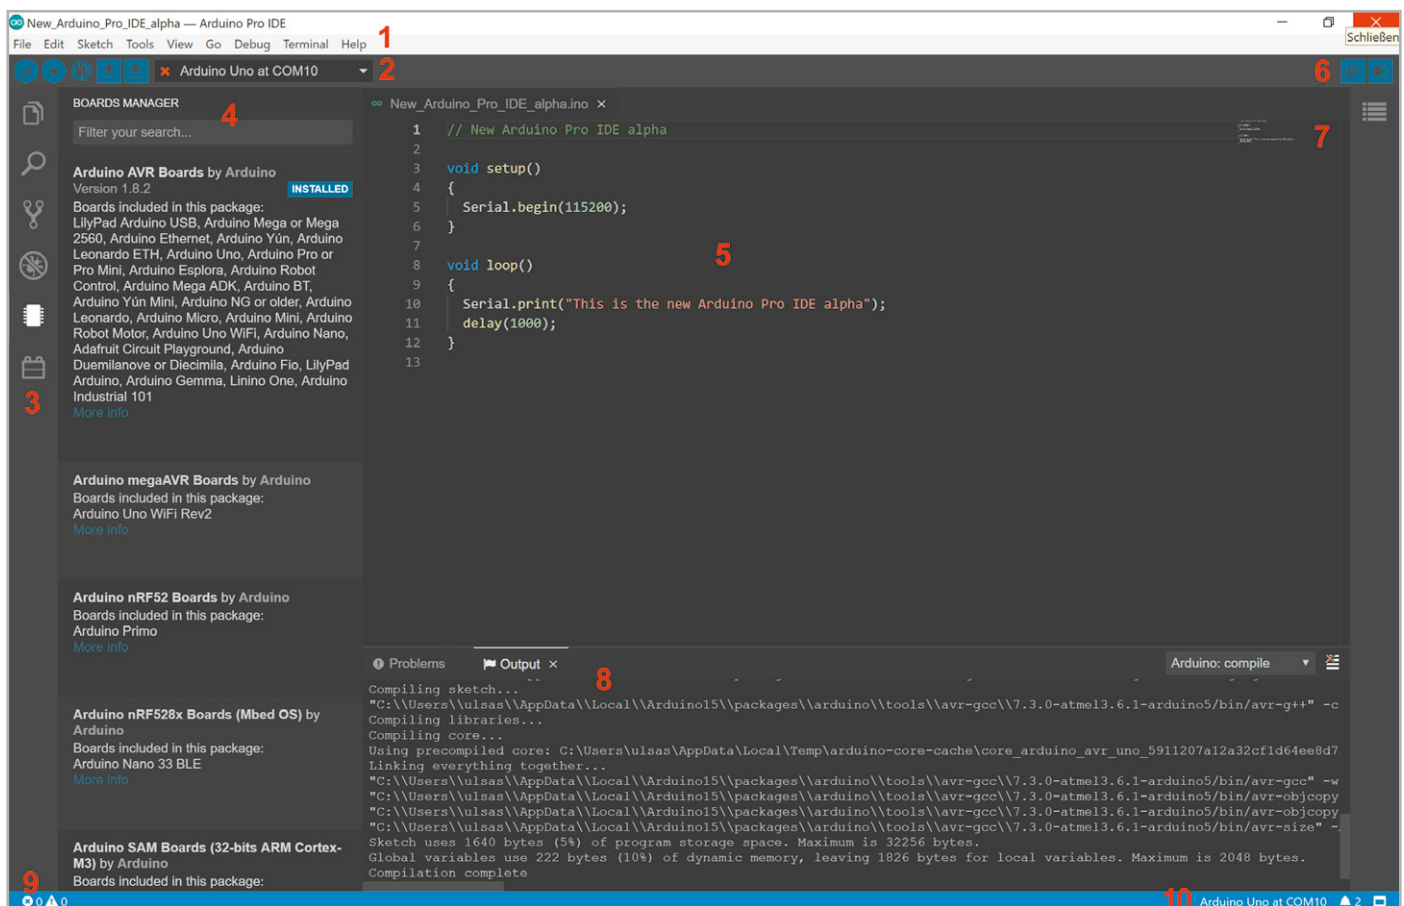 New_Arduino_Pro_IDE_alpha — Arduino Pro IDE
Schließen
File Edit Sketch Tools View Go Debug Terminal Help
1
Arduino Uno at COM10
2
6
BOARDS MANAGER
4
Filter your search...
3
Arduino AVR Boards by Arduino
Version 1.8.2
INSTALLED
Boards included in this package:
LilyPad Arduino USB, Arduino Mega or Mega
2560, Arduino Ethernet, Arduino Yún, Arduino
Leonardo ETH, Arduino Uno, Arduino Pro or
Pro Mini, Arduino Esplora, Arduino Robot
Control, Arduino Mega ADK, Arduino BT,
Arduino Yún Mini, Arduino NG or older, Arduino
Leonardo, Arduino Micro, Arduino Mini, Arduino
Robot Motor, Arduino Uno WiFi, Arduino Nano,
Adafruit Circuit Playground, Arduino
Duemilanove or Diecimila, Arduino Fio, LilyPad
Arduino, Arduino Gemma, Linino One, Arduino
Industrial 101
More info
Arduino megaAVR Boards by Arduino
Boards included in this package:
Arduino Uno WiFi Rev2
More info
Arduino nRF52 Boards by Arduino
Boards included in this package:
Arduino Primo
More info
Arduino nRF528x Boards (Mbed OS) by
Arduino
Boards included in this package:
Arduino Nano 33 BLE
More info
Arduino SAM Boards (32-bits ARM Cortex-
M3) by Arduino
Boards included in this package:
New_Arduino_Pro_IDE_alpha.ino
7
1 // New Arduino Pro IDE alpha
2
3 void setup()
4 {
5 Serial.begin(115200);
6 }
7
8 void loop()
9 {
10 Serial.print("This is the new Arduino Pro IDE alpha");
11 delay(1000);
12 }
13
5
Problems
Output
8
Arduino: compile
Compiling sketch...
"C:\\Users\\ulsas\\AppData\\Local\\Arduino15\\packages\\arduino\\tools\\avr-gcc\\7.3.0-atmel3.6.1-arduino5/bin/avr-g++" -c
Compiling libraries...
Compiling core...
Using precompiled core: C:\Users\ulsas\AppData\Local\Temp\arduino-core-cache\core_arduino_avr_uno_5911207a12a32cf1d64ee8d7
Linking everything together...
"C:\\Users\\ulsas\\AppData\\Local\\Arduino15\\packages\\arduino\\tools\\avr-gcc\\7.3.0-atmel3.6.1-arduino5/bin/avr-gcc" -w
"C:\\Users\\ulsas\\AppData\\Local\\Arduino15\\packages\\arduino\\tools\\avr-gcc\\7.3.0-atmel3.6.1-arduino5/bin/avr-objcopy
"C:\\Users\\ulsas\\AppData\\Local\\Arduino15\\packages\\arduino\\tools\\avr-gcc\\7.3.0-atmel3.6.1-arduino5/bin/avr-objcopy
"C:\\Users\\ulsas\\AppData\\Local\\Arduino15\\packages\\arduino\\tools\\avr-gcc\\7.3.0-atmel3.6.1-arduino5/bin/avr-size" -
Sketch uses 1640 bytes (5%) of program storage space. Maximum is 32256 bytes.
Global variables use 222 bytes (10%) of dynamic memory, leaving 1826 bytes for local variables. Maximum is 2048 bytes.
Compilation complete
9
0 0
10
Arduino Uno at COM10 2